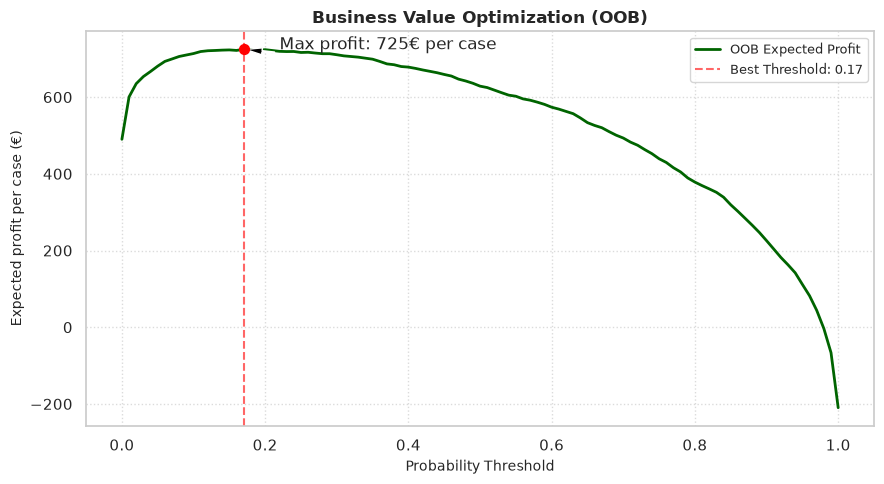 Business Value Optimization (OOB)
Max profit: 725€ per case
OOB Expected Profit
Best Threshold: 0.17
Expected profit per case (€)
600
400
200
0
−200
0.0 0.2 0.4 0.6 0.8 1.0
Probability Threshold